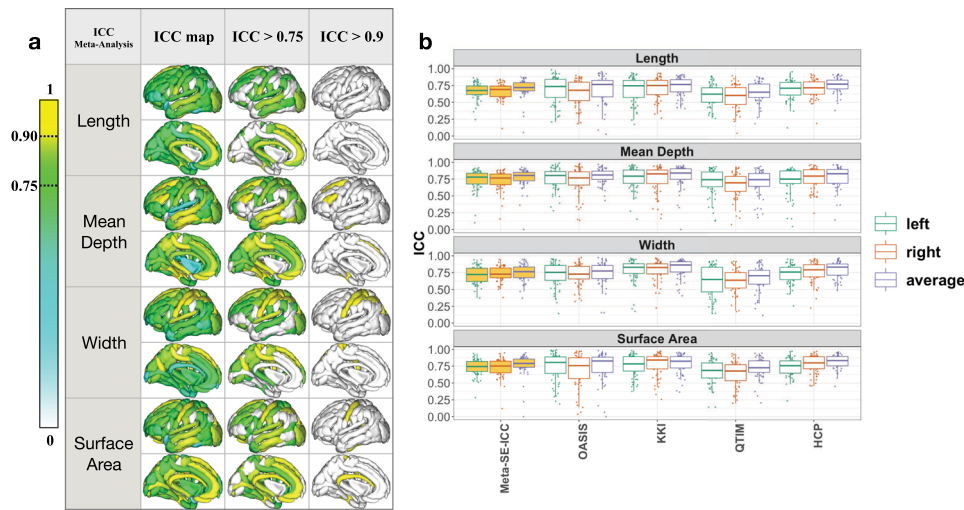 a
ICC
Meta-Analysis
ICC map
ICC > 0.75
ICC > 0.9
1
0.90
0.75
0
Length
Mean
Depth
Width
Surface
Area
b
ICC
Length
1.00
0.75
0.50
0.25
0.00
Mean Depth
1.00
0.75
0.50
0.25
0.00
Width
1.00
0.75
0.50
0.25
0.00
Surface Area
1.00
0.75
0.50
0.25
0.00
Meta-SE-ICC
OASIS
KKI
QTIM
HCP
left
right
average